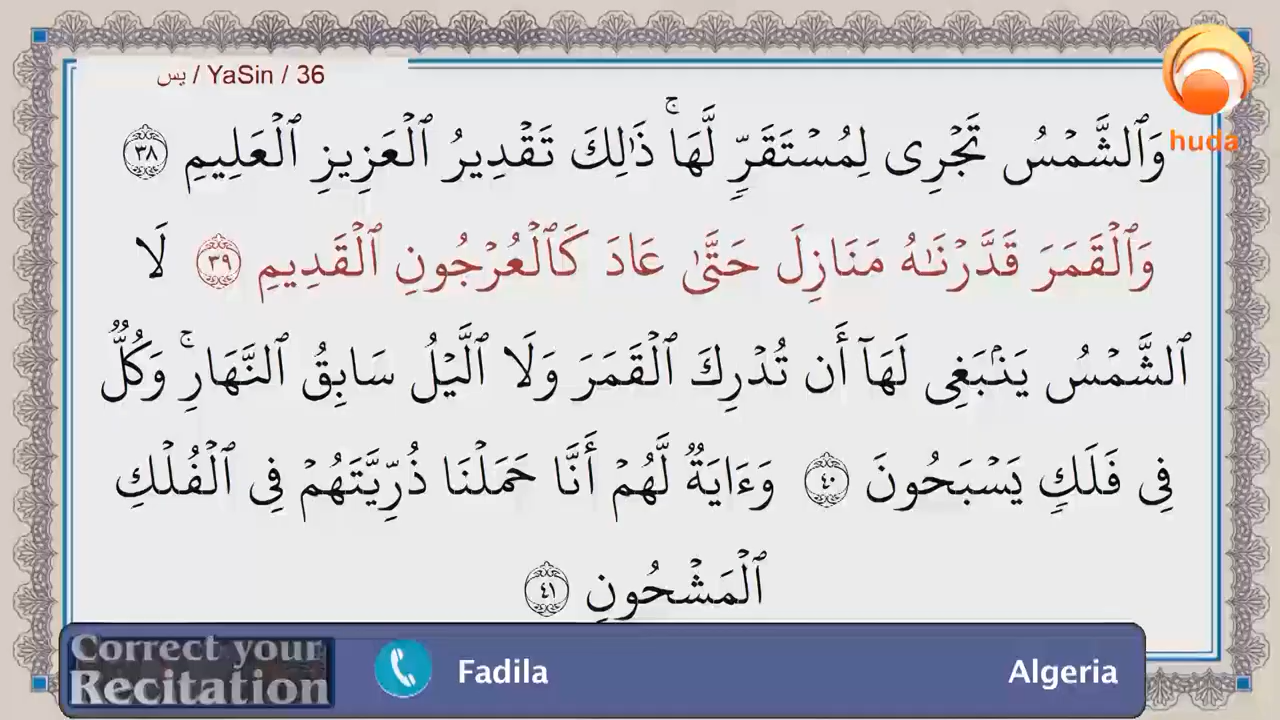 يس / YaSin / 36
huda
وَٱلشَّمْسُ تَجْرِى لِمُسْتَقَرٍّ لَّهَا ۚ ذَٰلِكَ تَقْدِيرُ ٱلْعَزِيزِ ٱلْعَلِيمِ ٣٨
وَٱلْقَمَرَ قَدَّرْنَٰهُ مَنَازِلَ حَتَّىٰ عَادَ كَٱلْعُرْجُونِ ٱلْقَدِيمِ ٣٩ لَا
ٱلشَّمْسُ يَنۢبَغِى لَهَآ أَن تُدْرِكَ ٱلْقَمَرَ وَلَا ٱلَّيْلُ سَابِقُ ٱلنَّهَارِ ۚ وَكُلٌّ
فِى فَلَكٍ يَسْبَحُونَ ٤٠ وَءَايَةٌ لَّهُمْ أَنَّا حَمَلْنَا ذُرِّيَّتَهُمْ فِى ٱلْفُلْكِ
ٱلْمَشْحُونِ ٤١
Correct your
Recitation
Fadila Algeria